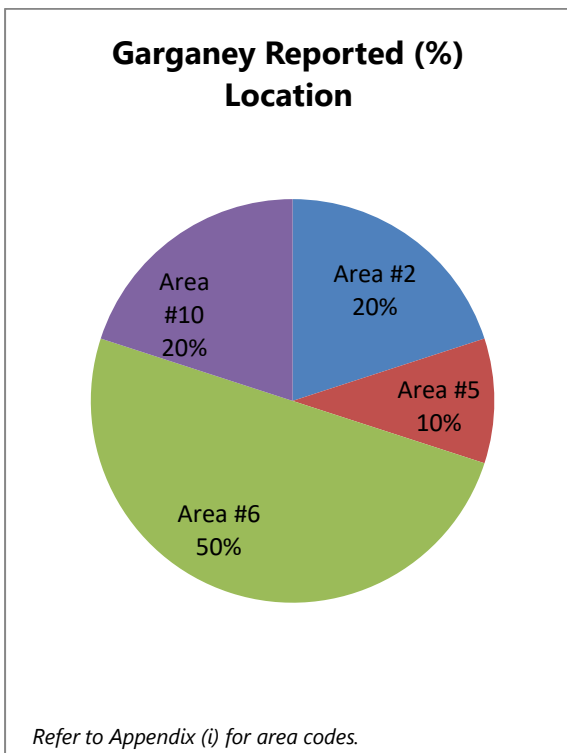 Garganey Reported (%)
Location
Area #2
20%
Area
#10
20%
Area #5
10%
Area #6
50%
Refer to Appendix (i) for area codes.